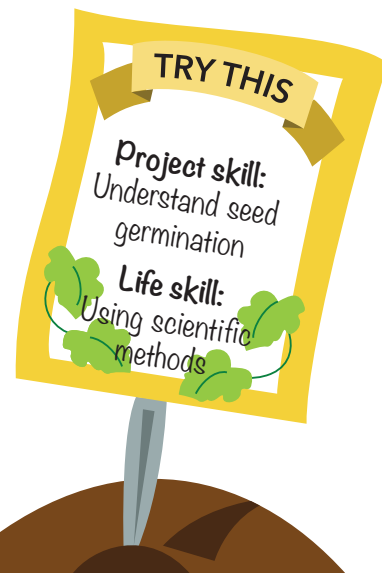 TRY THIS
Project skill:
Understand seed
germination
Life skill:
Using scientific
methods